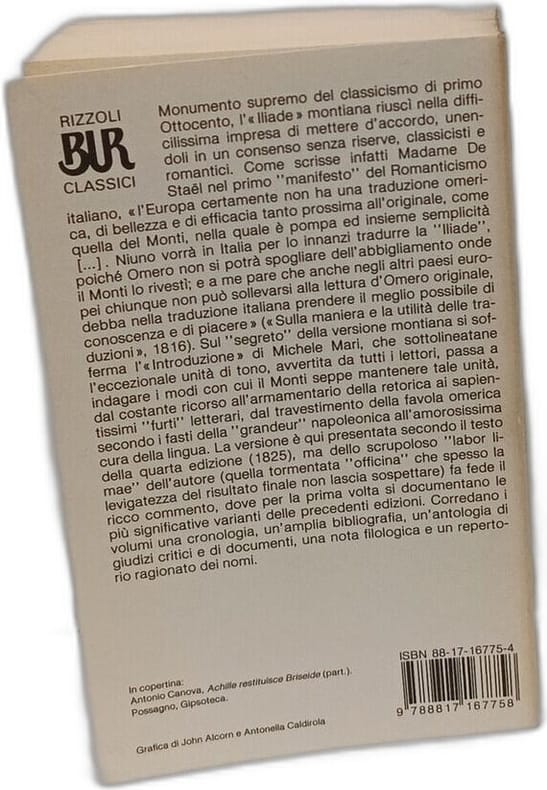 RIZZOLI
BUR
CLASSICI
Monumento supremo del classicismo di primo
Ottocento, l'«Iliade» montiana riuscì nella diffi-
cilissima impresa di mettere d'accordo, unen-
doli in un consenso senza riserve, classicisti e
romantici. Come scrisse infatti Madame De
Staël nel primo "manifesto" del Romanticismo
italiano, «l'Europa certamente non ha una traduzione omeri-
ca, di bellezza e di efficacia tanto prossima all'originale, come
quella del Monti, nella quale è pompa ed insieme semplicità
[...]. Niuno vorrà in Italia per lo innanzi tradurre la "Iliade",
poiché Omero non si potrà spogliare dell'abbigliamento onde
il Monti lo rivestì; e a me pare che anche negli altri paesi euro-
pei chiunque non può sollevarsi alla lettura d'Omero originale,
debba nella traduzione italiana prendere il meglio possibile di
conoscenza e di piacere» («Sulla maniera e la utilità delle tra-
duzioni», 1816). Sul "segreto" della versione montiana si sof-
ferma l'«Introduzione» di Michele Mari, che sottolineatane
l'eccezionale unità di tono, avvertita da tutti i lettori, passa a
indagare i modi con cui il Monti seppe mantenere tale unità,
dal costante ricorso all'armamentario della retorica ai sapien-
tissimi "furti" letterari, dal travestimento della favola omerica
secondo i fasti della "grandeur" napoleonica all'amorosissima
cura della lingua. La versione è qui presentata secondo il testo
della quarta edizione (1825), ma dello scrupoloso "labor li-
mae" dell'autore (quella tormentata "officina" che spesso la
levigatezza del risultato finale non lascia sospettare) fa fede il
ricco commento, dove per la prima volta si documentano le
più significative varianti delle precedenti edizioni. Corredano i
volumi una cronologia, un'amplia bibliografia, un'antologia di
giudizi critici e di documenti, una nota filologica e un reperto-
rio ragionato dei nomi.
In copertina:
Antonio Canova, Achille restituisce Briseide (part.).
Possagno, Gipsoteca.
Grafica di John Alcorn e Antonella Caldirola
ISBN 88-17-16775-4
9 788817 167758